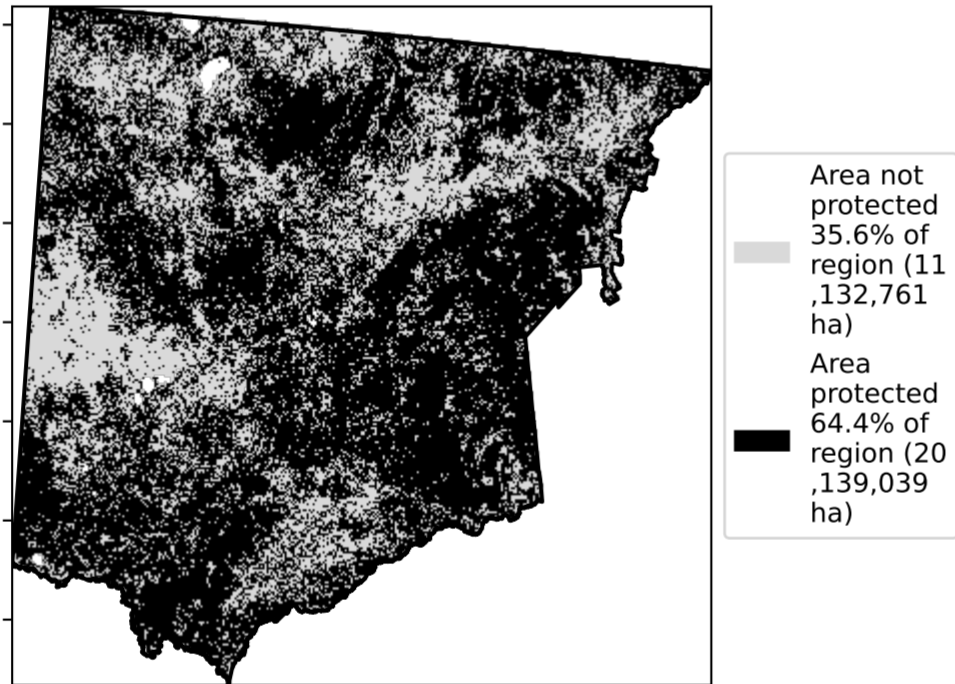 Area not
protected
35.6% of
region (11
,132,761
ha)
Area
protected
64.4% of
region (20
,139,039
ha)